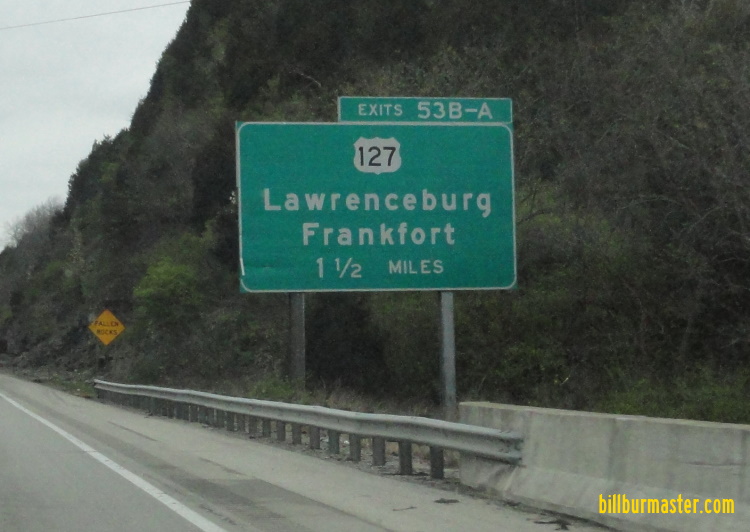 EXITS 53B-A
127
Lawrenceburg
Frankfort
1 1/2 MILES
FALLEN
ROCKS
billburmaster.com